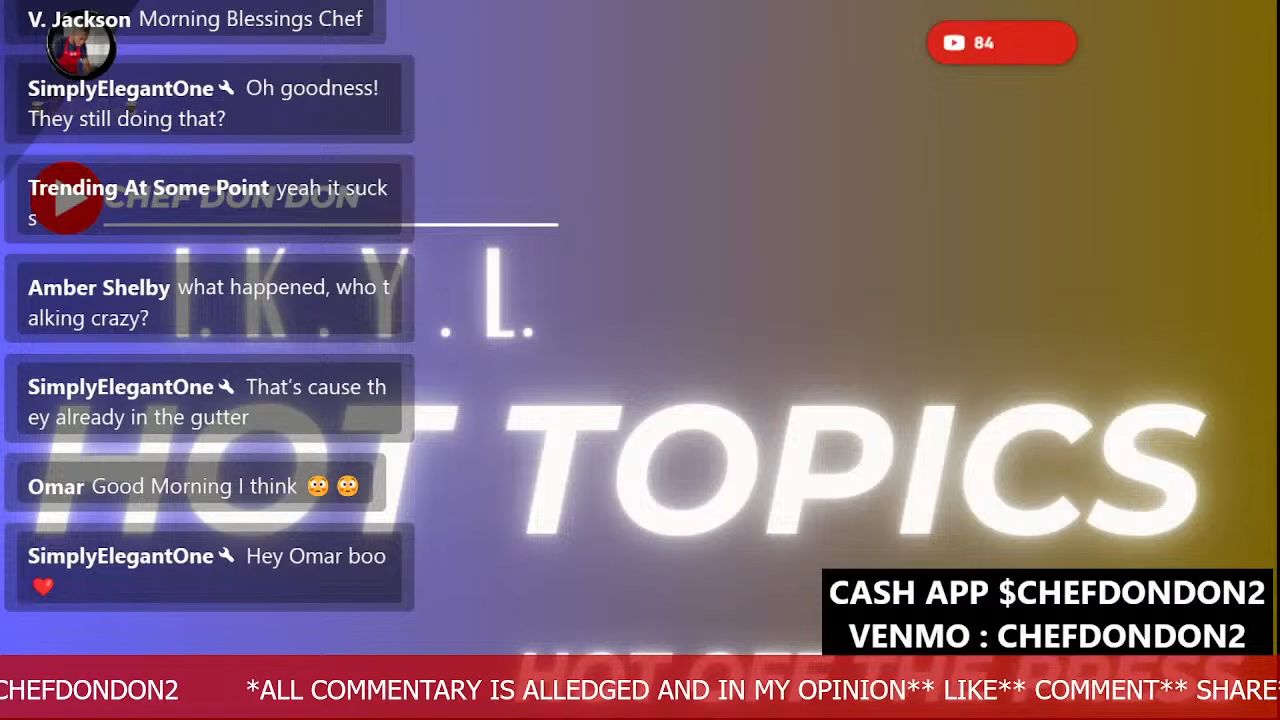 V. Jackson Morning Blessings Chef
84
SimplyElegantOne Oh goodness!
They still doing that?
Trending At Some Point yeah it suck
s
CHEF DON DON
Amber Shelby what happened, who t
alking crazy?
I. K. Y. L.
SimplyElegantOne That's cause th
ey already in the gutter
HOT TOPICS
Omar Good Morning I think 😳 😳
SimplyElegantOne Hey Omar boo
❤️
CASH APP $CHEFDONDON2
VENMO : CHEFDONDON2
HOT OFF THE PRESS
CHEFDONDON2 *ALL COMMENTARY IS ALLEDGED AND IN MY OPINION** LIKE** COMMENT** SHARE*